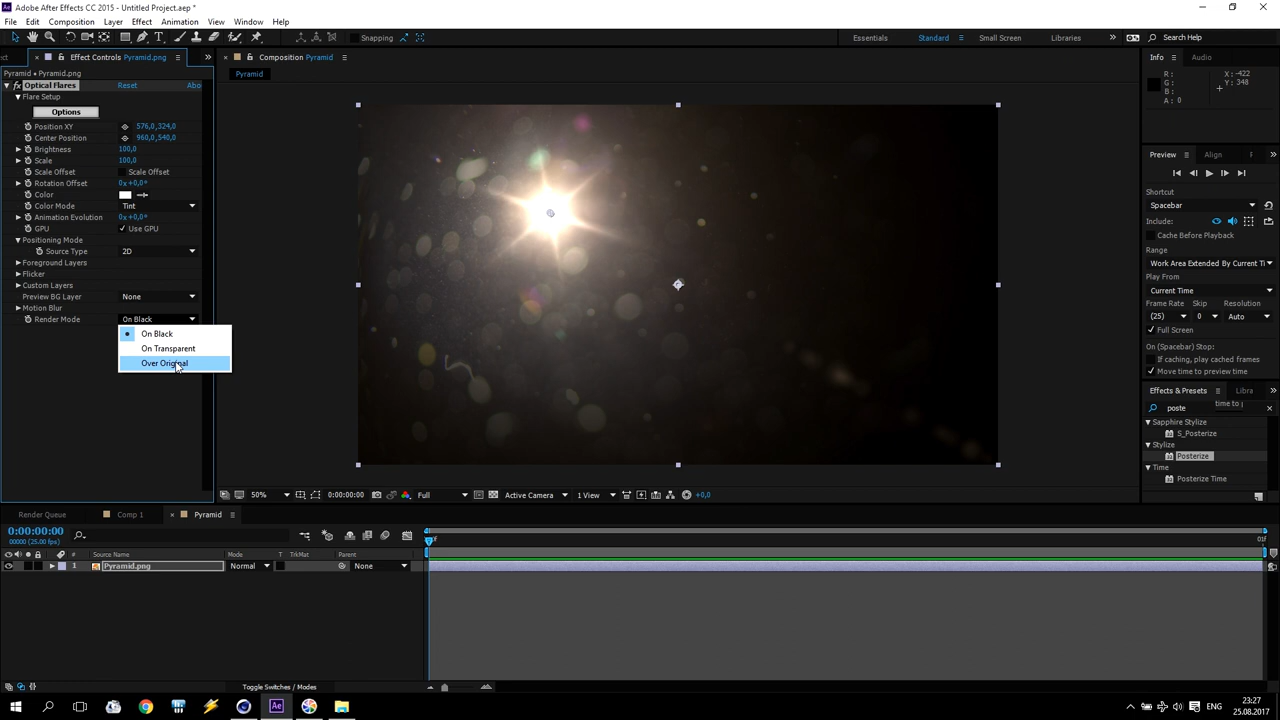 Adobe After Effects CC 2015 - Untitled Project.aep *
File Edit Composition Layer Effect Animation View Window Help
Snapping
Essentials Standard Small Screen Libraries Search Help
Effect Controls Pyramid.png
Composition Pyramid
Info Audio
Pyramid • Pyramid.png
Pyramid
Optical Flares Reset Abo
Flare Setup
Options
Position XY 576,0,324,0
Center Position 960,0,540,0
Brightness 100,0
Scale 100,0
Scale Offset Scale Offset
Rotation Offset 0x+0,0°
Color
Color Mode Tint
Animation Evolution 0x+0,0°
GPU Use GPU
Positioning Mode
Source Type 2D
Foreground Layers
Flicker
Custom Layers
Preview BG Layer None
Motion Blur
Render Mode On Black
On Black
On Transparent
Over Original
R :
G :
B :
A : 0
X : -422
Y : 348
Preview Align
Shortcut
Spacebar
Include:
Cache Before Playback
Range
Work Area Extended By Current Ti
Play From
Current Time
Frame Rate Skip Resolution
(25) 0 Auto
Full Screen
On (Spacebar) Stop:
If caching, play cached frames
Move time to preview time
Effects & Presets Libra
poste
Sapphire Stylize
S_Posterize
Stylize
Posterize
Time
Posterize Time
50% 0:00:00:00 Full Active Camera 1 View +0,0
Render Queue Comp 1 Pyramid
0:00:00:00
00000 (25.00 fps)
# Source Name Mode T TrkMat Parent
1 Pyramid.png Normal None
01f
Toggle Switches / Modes
ENG
23:27
25.08.2017